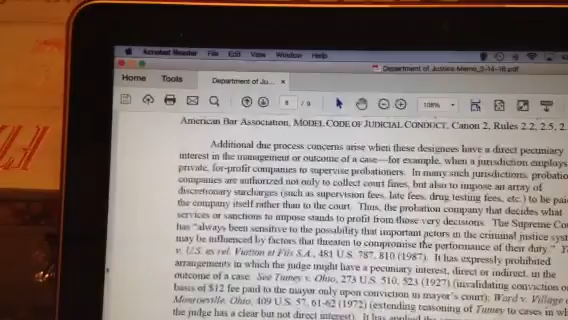 Acrobat Reader File Edit View Window Help
Department of Justice Memo_3-14-16.pdf
Home Tools Department of Ju... ×
8 / 9 108%
American Bar Association, MODEL CODE OF JUDICIAL CONDUCT, Canon 2, Rules 2.2, 2.5, 2.
Additional due process concerns arise when these designees have a direct pecuniary
interest in the management or outcome of a case—for example, when a jurisdiction employs
private, for-profit companies to supervise probationers. In many such jurisdictions, probatio
companies are authorized not only to collect court fines, but also to impose an array of
discretionary surcharges (such as supervision fees, late fees, drug testing fees, etc.) to be paid
the company itself rather than to the court. Thus, the probation company that decides what
services or sanctions to impose stands to profit from those very decisions. The Supreme Cou
has “always been sensitive to the possibility that important actors in the criminal justice syst
may be influenced by factors that threaten to compromise the performance of their duty.” Y
v. U.S. ex rel. Vuitton et Fils S.A., 481 U.S. 787, 810 (1987). It has expressly prohibited
arrangements in which the judge might have a pecuniary interest, direct or indirect, in the
outcome of a case. See Tumey v. Ohio, 273 U.S. 510, 523 (1927) (invalidating conviction o
basis of $12 fee paid to the mayor only upon conviction in mayor's court); Ward v. Village
Monroeville, Ohio, 409 U.S. 57, 61-62 (1972) (extending reasoning of Tumey to cases in wh
the judge has a clear but not direct interest). It has applied the